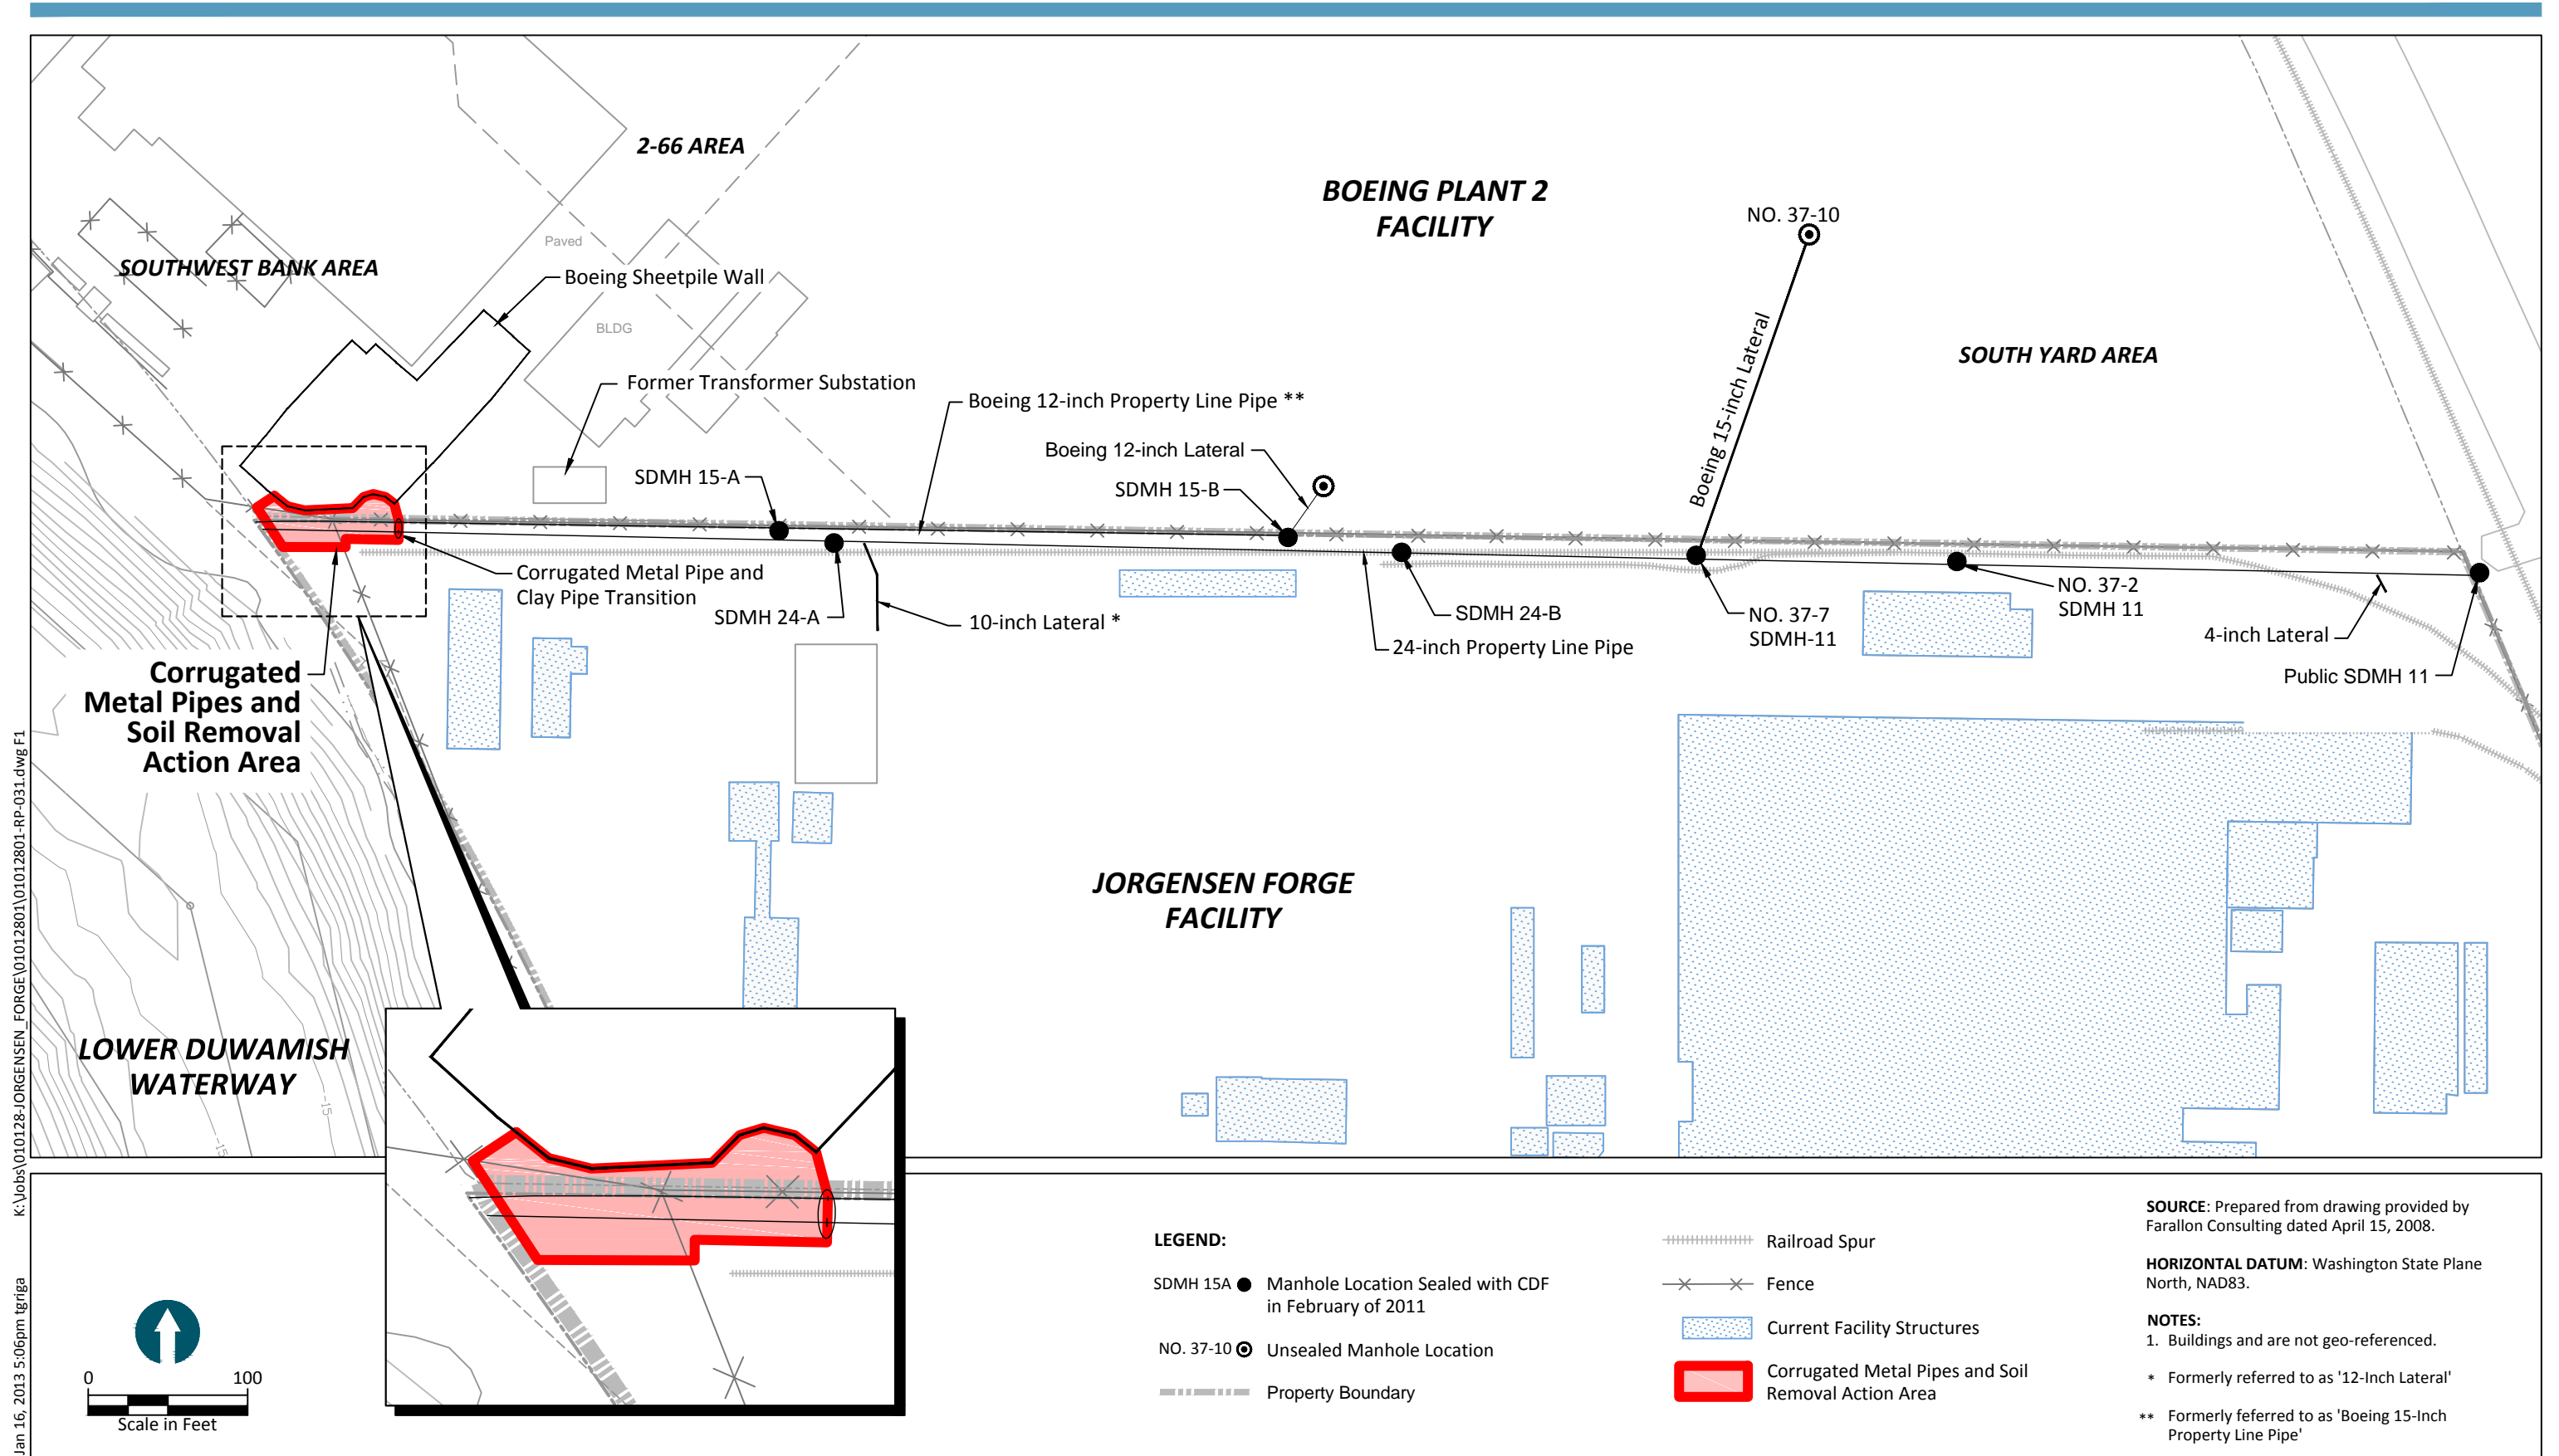 2-66 AREA
BOEING PLANT 2
FACILITY
NO. 37-10
Paved
SOUTHWEST BANK AREA
Boeing Sheetpile Wall
BLDG
Boeing 15-inch Lateral
SOUTH YARD AREA
Former Transformer Substation
Boeing 12-inch Property Line Pipe **
Boeing 12-inch Lateral
SDMH 15-A
SDMH 15-B
Corrugated Metal Pipe and
Clay Pipe Transition
SDMH 24-A
10-inch Lateral *
SDMH 24-B
24-inch Property Line Pipe
NO. 37-7
SDMH-11
NO. 37-2
SDMH 11
4-inch Lateral
Public SDMH 11
Corrugated
Metal Pipes and
Soil Removal
Action Area
JORGENSEN FORGE
FACILITY
LOWER DUWAMISH
WATERWAY
-15
-15
K:\Jobs\010128-JORGENSEN_FORGE\01012801\01012801-RP-031.dwg F1
Jan 16, 2013 5:06pm tgriga
0 100
Scale in Feet
LEGEND:
SDMH 15A Manhole Location Sealed with CDF
in February of 2011
NO. 37-10 Unsealed Manhole Location
Property Boundary
Railroad Spur
Fence
Current Facility Structures
Corrugated Metal Pipes and Soil
Removal Action Area
SOURCE: Prepared from drawing provided by
Farallon Consulting dated April 15, 2008.
HORIZONTAL DATUM: Washington State Plane
North, NAD83.
NOTES:
1. Buildings and are not geo-referenced.
* Formerly referred to as '12-Inch Lateral'
** Formerly feferred to as 'Boeing 15-Inch
Property Line Pipe'